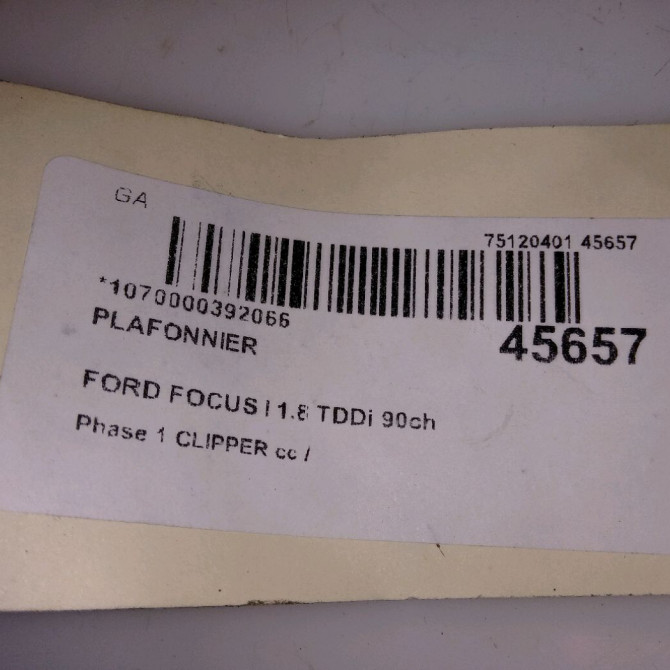 GA
75120401 45657
*1070000392066
45657
PLAFONNIER
FORD FOCUS I 1.8 TDDi 90ch
Phase 1 CLIPPER cc /